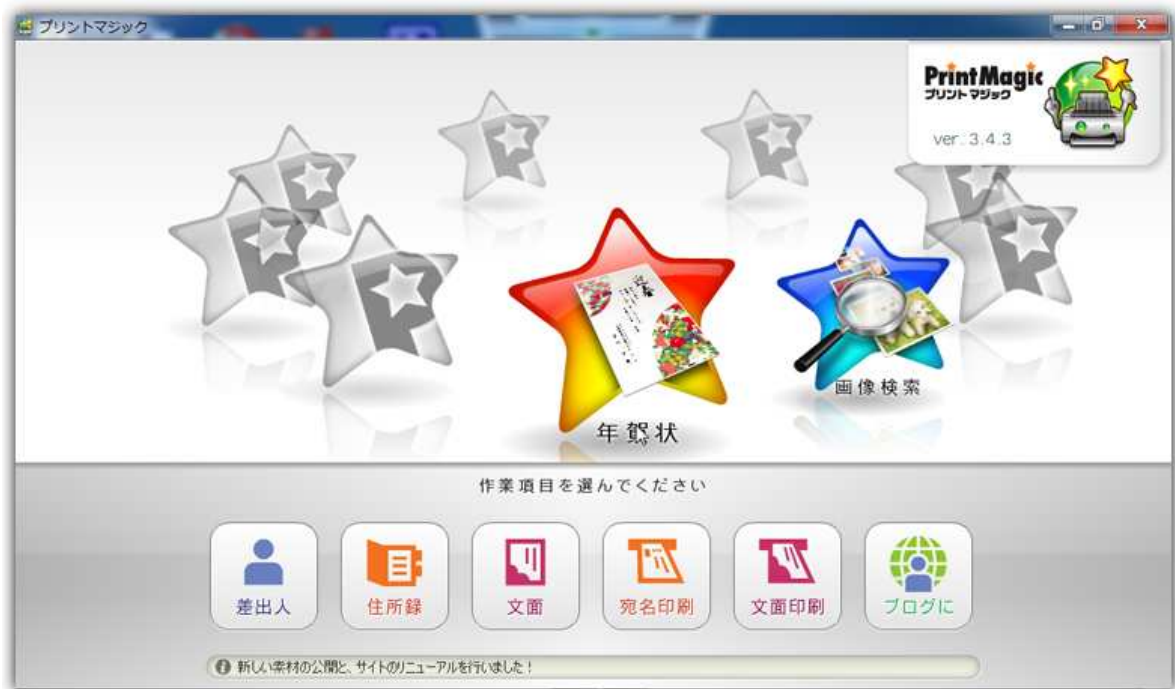 プリントマジック
PrintMagic
プリントマジック
ver. 3.4.3
画像検索
年賀状
作業項目を選んでください
差出人
住所録
文面
宛名印刷
文面印刷
ブログに
新しい素材の公開と、サイトのリニューアルを行いました!